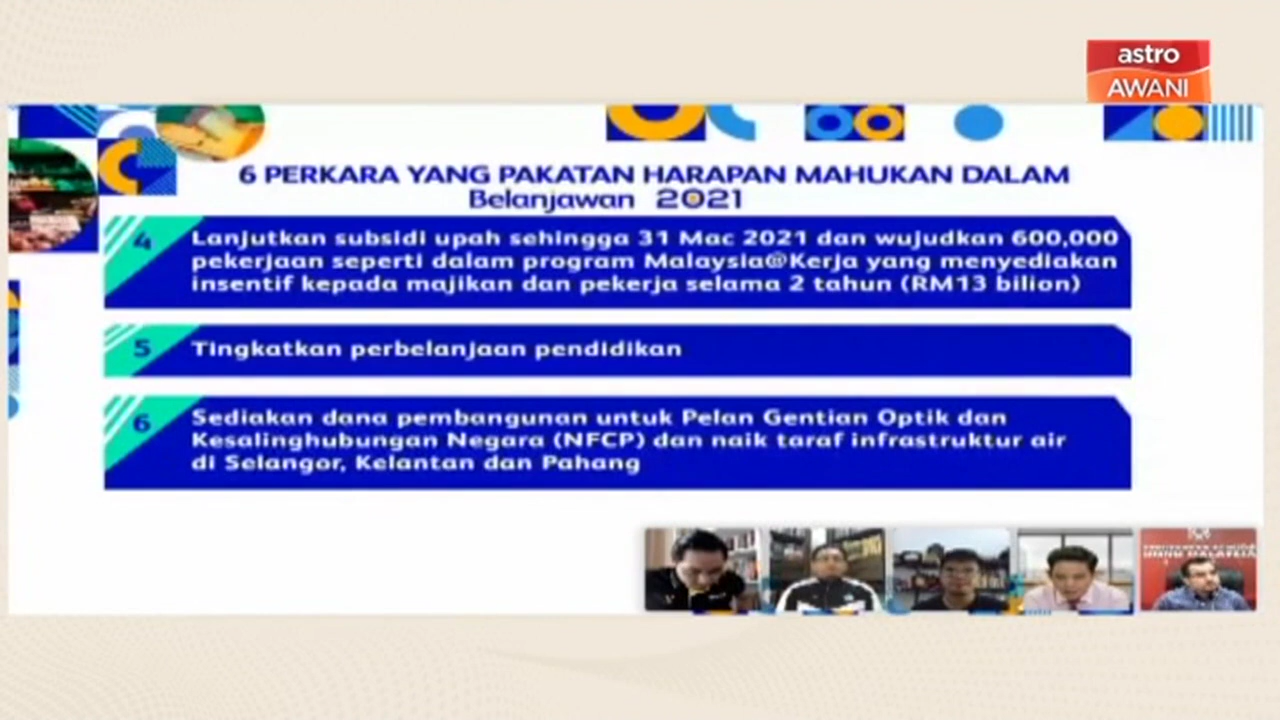 astro
AWANI
6 PERKARA YANG PAKATAN HARAPAN MAHUKAN DALAM
Belanjawan 2021
4
Lanjutkan subsidi upah sehingga 31 Mac 2021 dan wujudkan 600,000
pekerjaan seperti dalam program Malaysia@Kerja yang menyediakan
insentif kepada majikan dan pekerja selama 2 tahun (RM13 bilion)
5
Tingkatkan perbelanjaan pendidikan
6
Sediakan dana pembangunan untuk Pelan Gentian Optik dan
Kesalinghubungan Negara (NFCP) dan naik taraf infrastruktur air
di Selangor, Kelantan dan Pahang